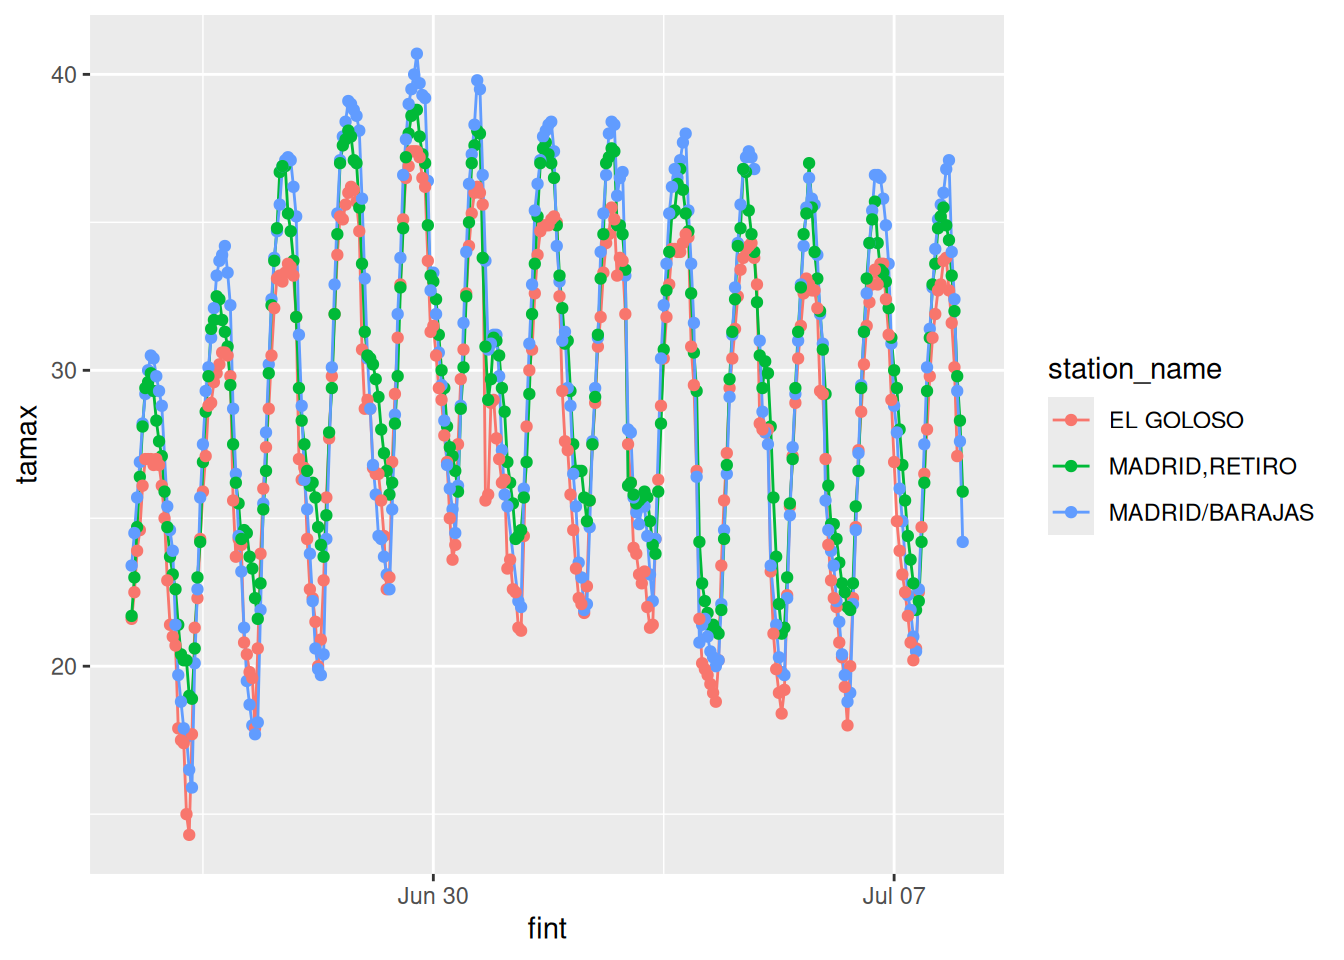 40
30
20
tamax
Jun 30
Jul 07
fint
station_name
EL GOLOSO
MADRID,RETIRO
MADRID/BARAJAS